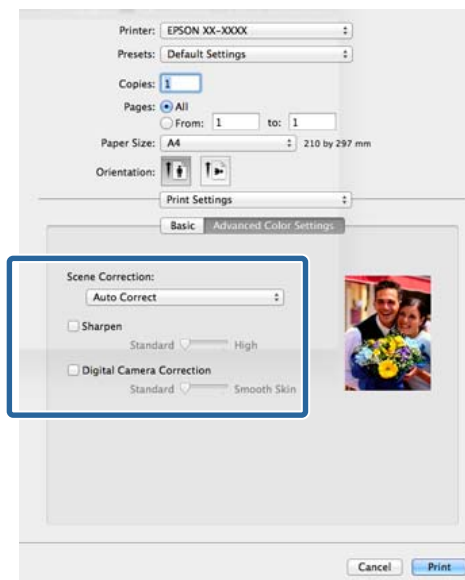 Printer: EPSON XX-XXXX
Presets: Default Settings
Copies: 1
Pages: All
From: 1 to: 1
Paper Size: A4 210 by 297 mm
Orientation:
Print Settings
Basic Advanced Color Settings
Scene Correction:
Auto Correct
Sharpen
Standard High
Digital Camera Correction
Standard Smooth Skin
Cancel Print